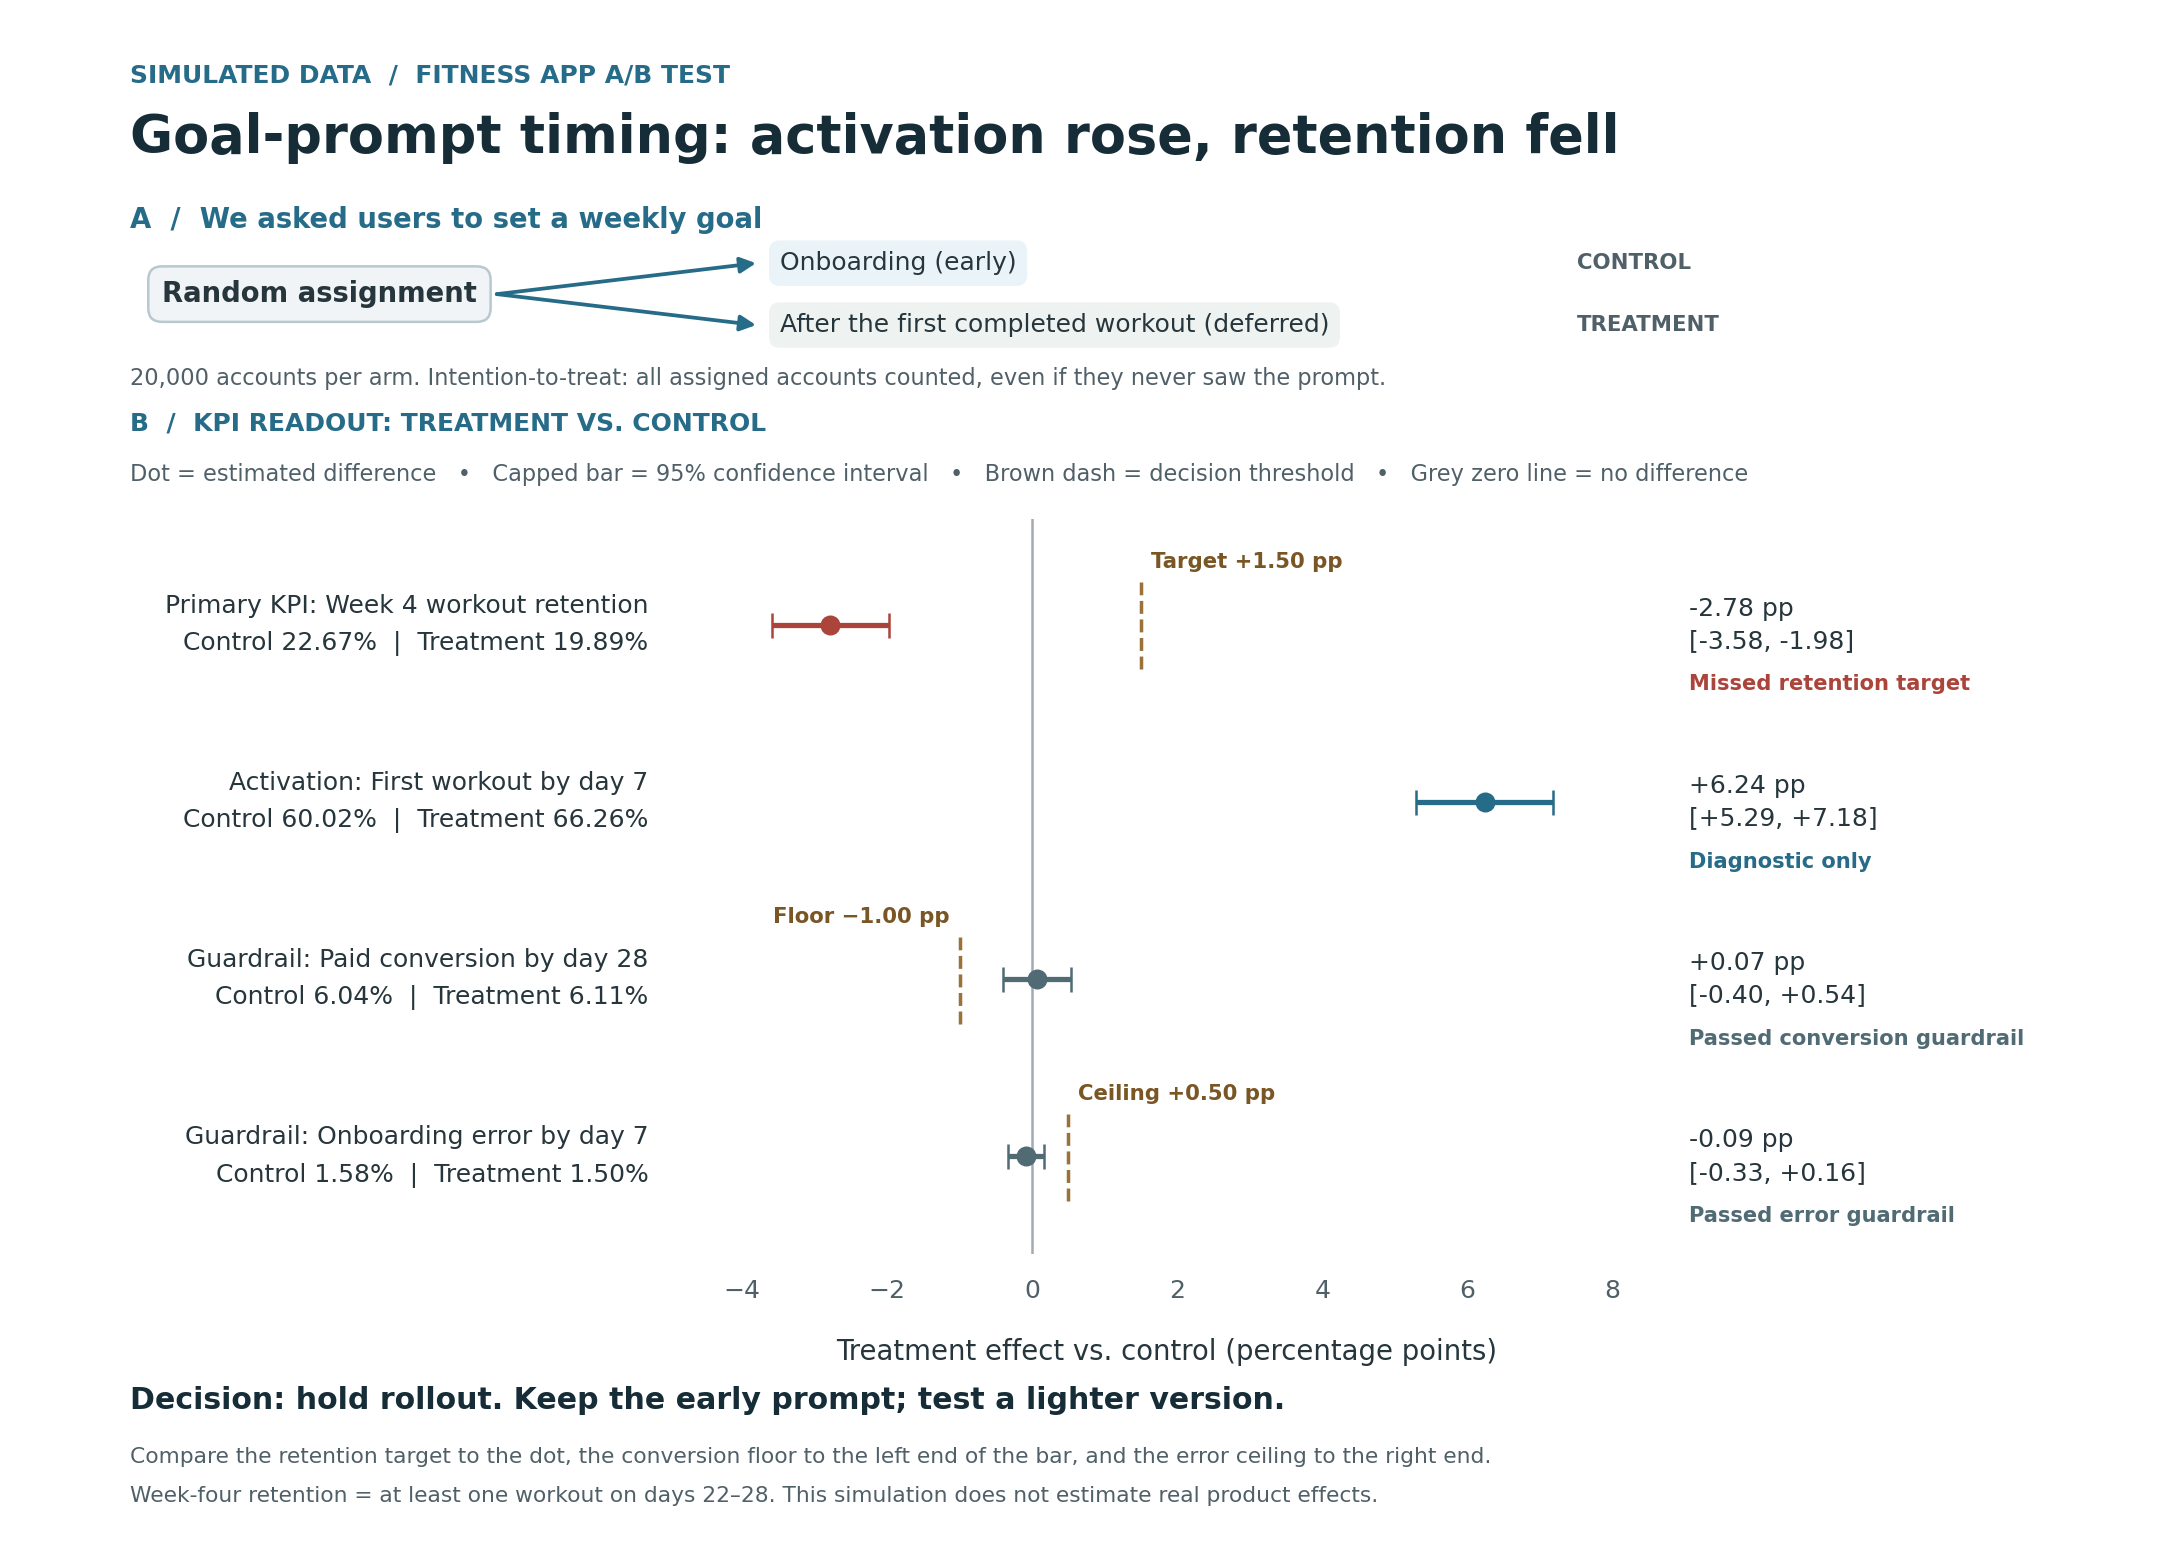 SIMULATED DATA / FITNESS APP A/B TEST
Goal-prompt timing: activation rose, retention fell
A / We asked users to set a weekly goal
Random assignment
Onboarding (early)
CONTROL
After the first completed workout (deferred)
TREATMENT
20,000 accounts per arm. Intention-to-treat: all assigned accounts counted, even if they never saw the prompt.
B / KPI READOUT: TREATMENT VS. CONTROL
Dot = estimated difference • Capped bar = 95% confidence interval • Brown dash = decision threshold • Grey zero line = no difference
Target +1.50 pp
Primary KPI: Week 4 workout retention
Control 22.67% | Treatment 19.89%
-2.78 pp
[-3.58, -1.98]
Missed retention target
Activation: First workout by day 7
Control 60.02% | Treatment 66.26%
+6.24 pp
[+5.29, +7.18]
Diagnostic only
Floor −1.00 pp
Guardrail: Paid conversion by day 28
Control 6.04% | Treatment 6.11%
+0.07 pp
[-0.40, +0.54]
Passed conversion guardrail
Ceiling +0.50 pp
Guardrail: Onboarding error by day 7
Control 1.58% | Treatment 1.50%
-0.09 pp
[-0.33, +0.16]
Passed error guardrail
−4 −2 0 2 4 6 8
Treatment effect vs. control (percentage points)
Decision: hold rollout. Keep the early prompt; test a lighter version.
Compare the retention target to the dot, the conversion floor to the left end of the bar, and the error ceiling to the right end.
Week-four retention = at least one workout on days 22–28. This simulation does not estimate real product effects.